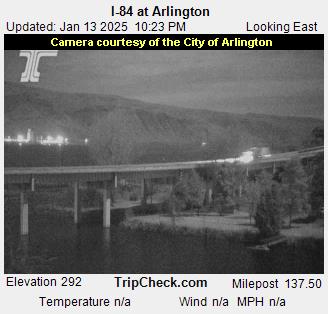 I-84 at Arlington
Updated: Jan 13 2025 10:23 PM Looking East
Camera courtesy of the City of Arlington
Elevation 292 TripCheck.com Milepost 137.50
Temperature n/a Wind n/a MPH n/a